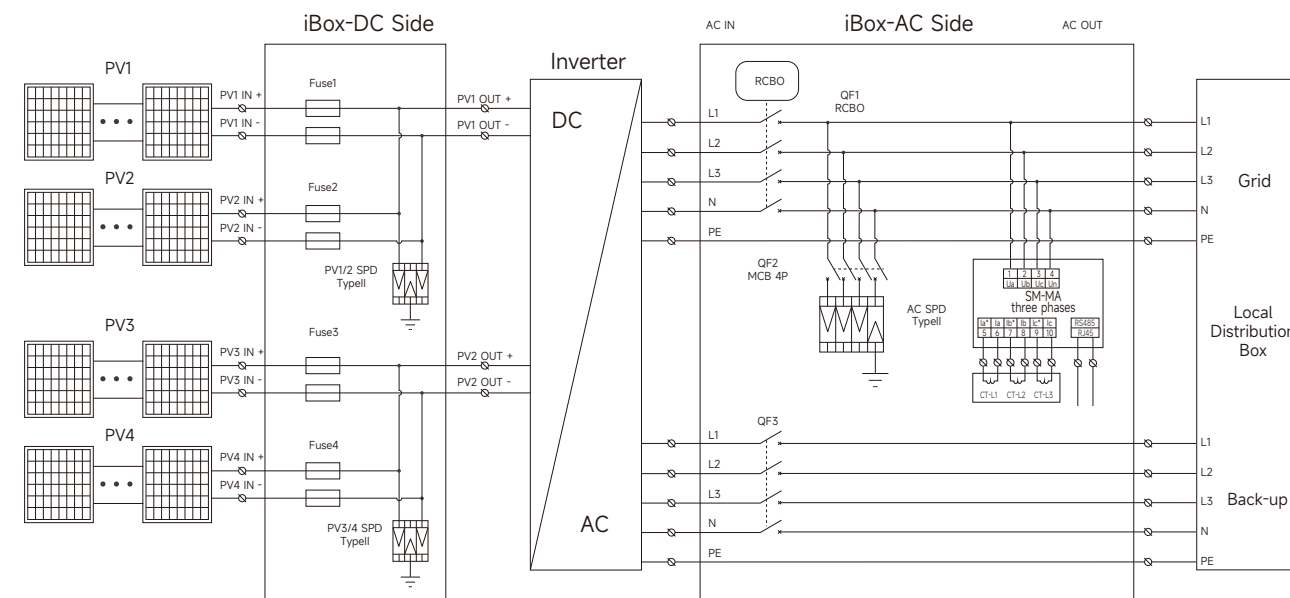 iBox-DC Side
AC IN
iBox-AC Side
AC OUT
PV1
PV1 IN +
PV1 IN -
Fuse1
PV1 OUT +
PV1 OUT -
PV2
PV2 IN +
PV2 IN -
Fuse2
PV1/2 SPD
TypeII
PV3
PV3 IN +
PV3 IN -
Fuse3
PV2 OUT +
PV2 OUT -
PV4
PV4 IN +
PV4 IN -
Fuse4
PV3/4 SPD
TypeII
Inverter
DC
AC
RCBO
QF1
RCBO
L1
L2
L3
N
PE
QF2
MCB 4P
AC SPD
TypeII
1 2 3 4
Ua Ub Uc Un
SM-MA
three phases
Ia* Ia Ib* Ib Ic* Ic
5 6 7 8 9 10
RS485
RJ45
CT-L1 CT-L2 CT-L3
QF3
L1
L2
L3
N
PE
L1
L2
L3
N
PE
Grid
Local
Distribution
Box
L1
L2
L3
N
PE
Back-up